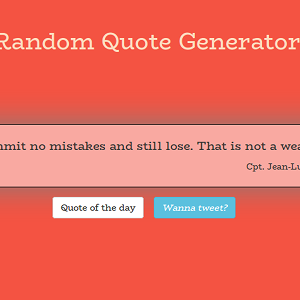 Random Quote Generator
mmit no mistakes and still lose. That is not a wea
Cpt. Jean-Lu
Quote of the day
Wanna tweet?